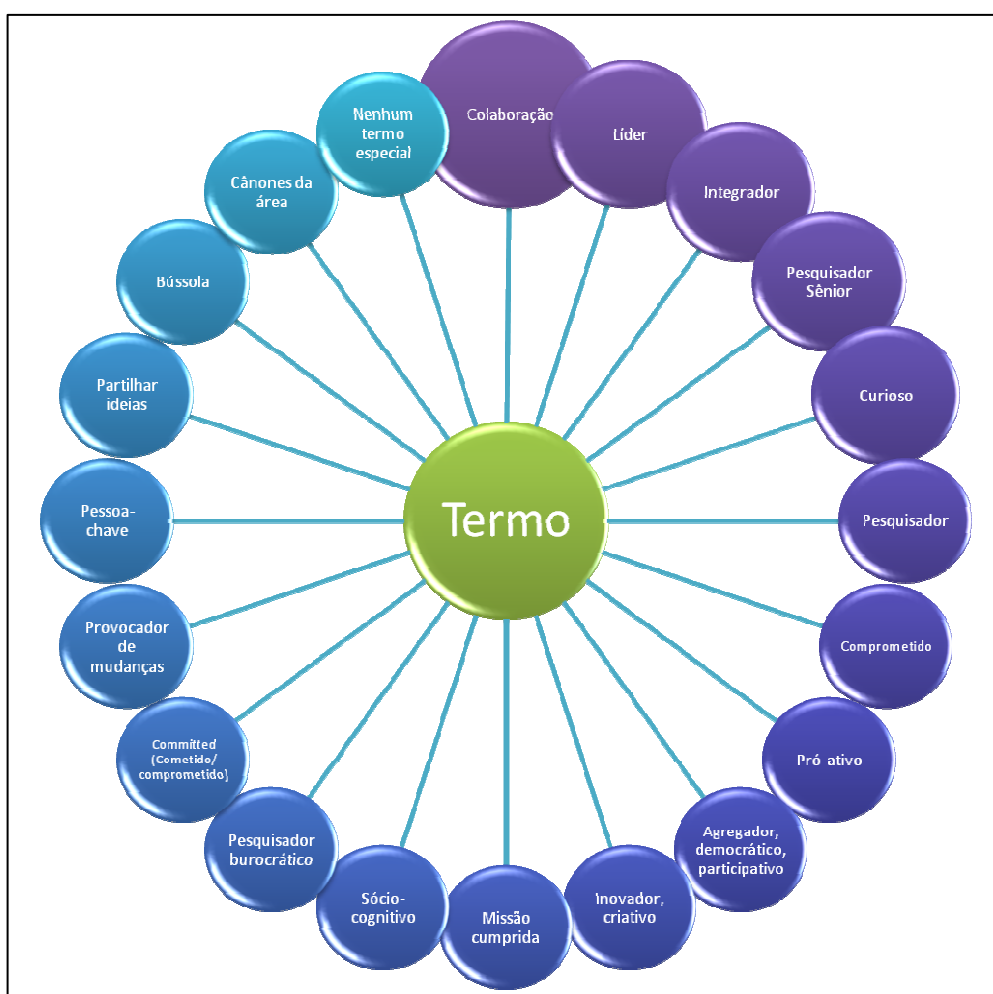 Colaboração
Líder
Integrador
Pesquisador
Sênior
Curioso
Pesquisador
Comprometido
Pró ativo
Agregador,
democrático,
participativo
Inovador,
criativo
Missão
cumprida
Sócio-
cognitivo
Pesquisador
burocrático
Committed
(Cometido/
comprometido)
Provocador
de
mudanças
Pessoa-
chave
Partilhar
ideias
Bússola
Cânones da
área
Nenhum
termo
especial
Termo